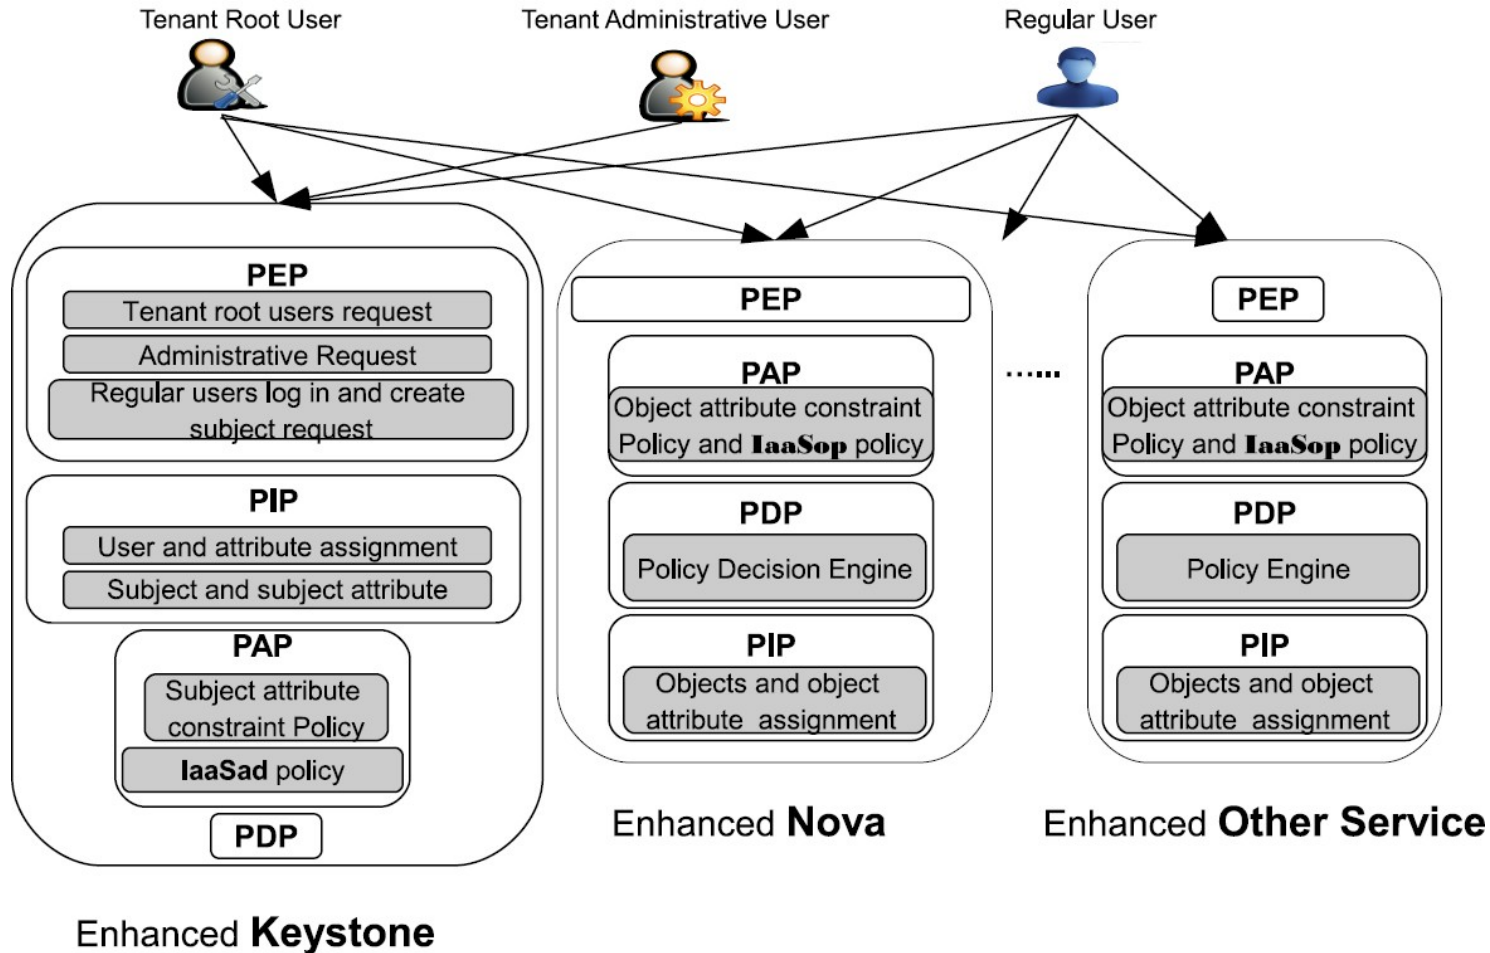 Tenant Root User
Tenant Administrative User
Regular User
PEP
Tenant root users request
Administrative Request
Regular users log in and create
subject request
PIP
User and attribute assignment
Subject and subject attribute
PAP
Subject attribute
constraint Policy
IaaSad policy
PDP
Enhanced Keystone
PEP
PAP
Object attribute constraint
Policy and IaaSop policy
PDP
Policy Decision Engine
PIP
Objects and object
attribute assignment
Enhanced Nova
.......
PEP
PAP
Object attribute constraint
Policy and IaaSop policy
PDP
Policy Engine
PIP
Objects and object
attribute assignment
Enhanced Other Service